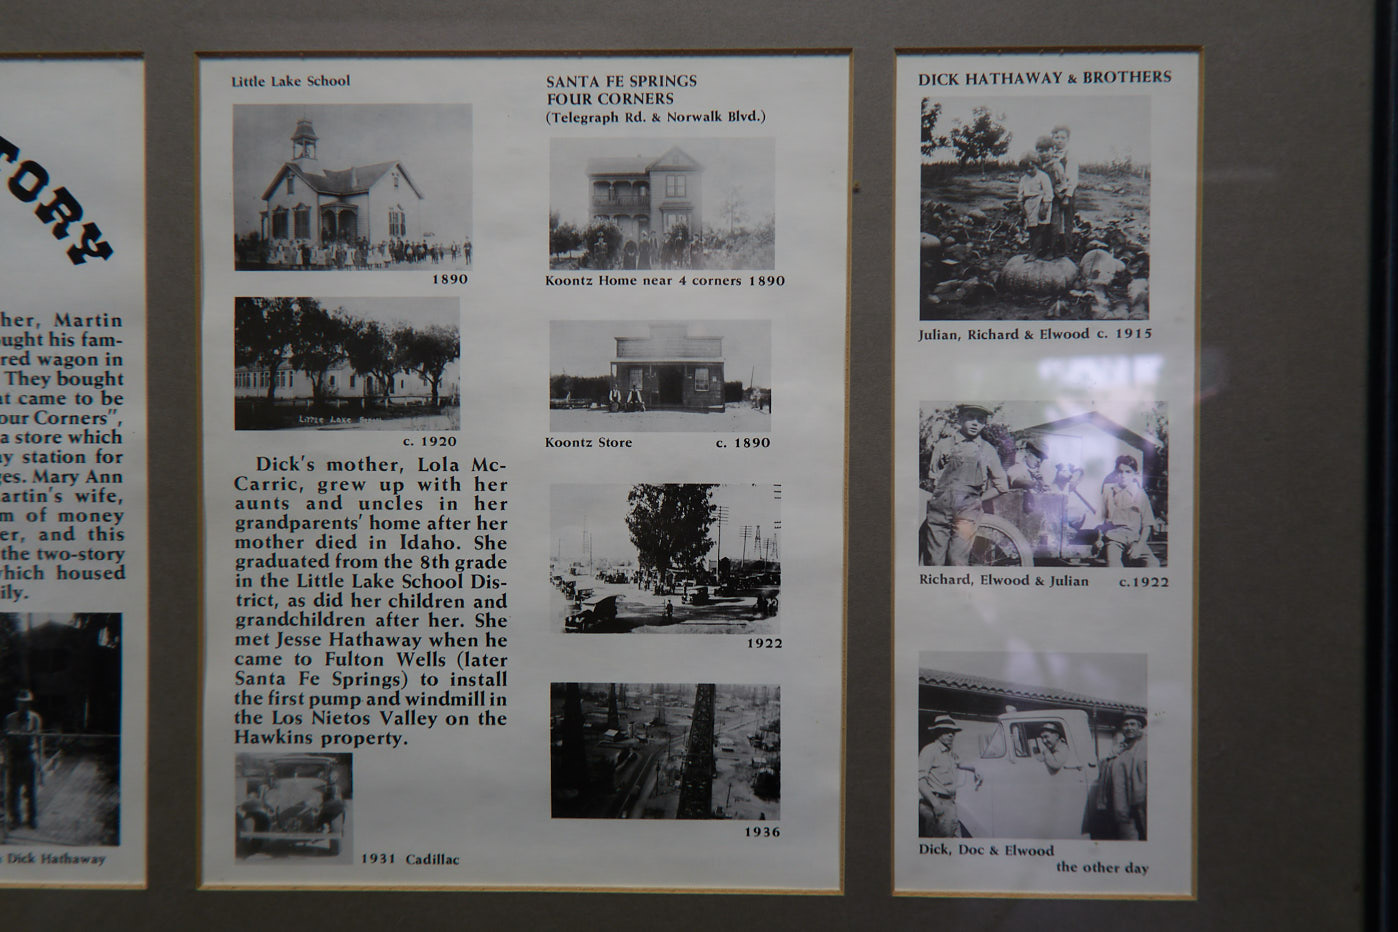 TORY
her, Martin
ught his fam-
red wagon in
They bought
at came to be
our Corners",
a store which
ay station for
ges. Mary Ann
artin's wife,
m of money
er, and this
the two-story
which housed
ily.
Dick Hathaway
Little Lake School
1890
Little Lake School
c. 1920
Dick's mother, Lola Mc-
Carric, grew up with her
aunts and uncles in her
grandparents' home after her
mother died in Idaho. She
graduated from the 8th grade
in the Little Lake School Dis-
trict, as did her children and
grandchildren after her. She
met Jesse Hathaway when he
came to Fulton Wells (later
Santa Fe Springs) to install
the first pump and windmill in
the Los Nietos Valley on the
Hawkins property.
1931 Cadillac
SANTA FE SPRINGS
FOUR CORNERS
(Telegraph Rd. & Norwalk Blvd.)
Koontz Home near 4 corners 1890
Koontz Store c. 1890
1922
1936
DICK HATHAWAY & BROTHERS
Julian, Richard & Elwood c. 1915
Richard, Elwood & Julian c.1922
Dick, Doc & Elwood
the other day